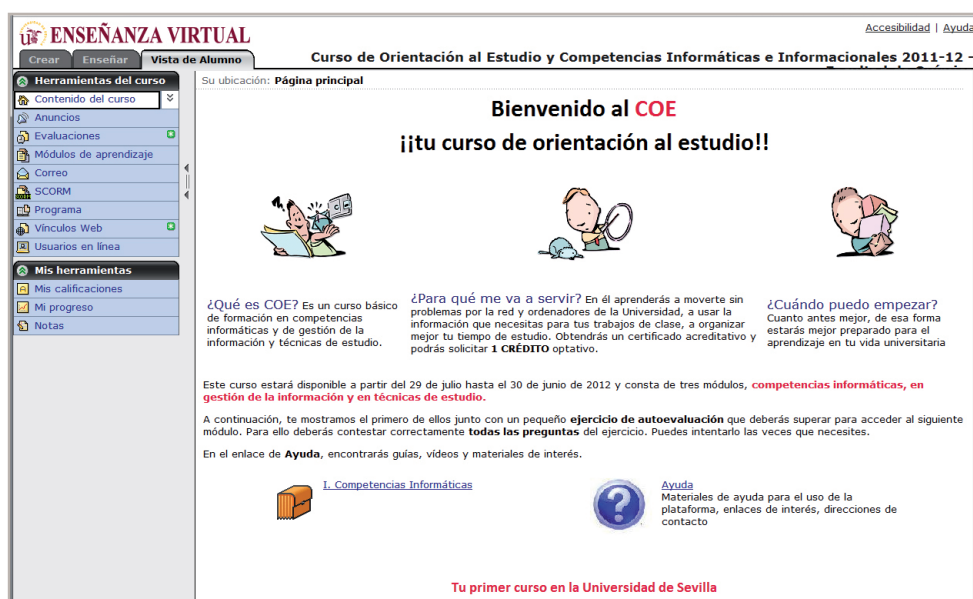 ENSEÑANZA VIRTUAL
Accesibilidad | Ayuda
Crear
Enseñar
Vista de Alumno
Curso de Orientación al Estudio y Competencias Informáticas e Informacionales 2011-12 -
Herramientas del curso
Contenido del curso
Anuncios
Evaluaciones
Módulos de aprendizaje
Correo
SCORM
Programa
Vínculos Web
Usuarios en línea
Mis herramientas
Mis calificaciones
Mi progreso
Notas
Su ubicación: Página principal
Bienvenido al COE
¡¡tu curso de orientación al estudio!!
¿Qué es COE? Es un curso básico
de formación en competencias
informáticas y de gestión de la
información y técnicas de estudio.
¿Para qué me va a servir? En él aprenderás a moverte sin
problemas por la red y ordenadores de la Universidad, a usar la
información que necesitas para tus trabajos de clase, a organizar
mejor tu tiempo de estudio. Obtendrás un certificado acreditativo y
podrás solicitar 1 CRÉDITO optativo.
¿Cuándo puedo empezar?
Cuanto antes mejor, de esa forma
estarás mejor preparado para el
aprendizaje en tu vida universitaria
Este curso estará disponible a partir del 29 de julio hasta el 30 de junio de 2012 y consta de tres módulos, competencias informáticas, en
gestión de la información y en técnicas de estudio.
A continuación, te mostramos el primero de ellos junto con un pequeño ejercicio de autoevaluación que deberás superar para acceder al siguiente
módulo. Para ello deberás contestar correctamente todas las preguntas del ejercicio. Puedes intentarlo las veces que necesites.
En el enlace de Ayuda, encontrarás guías, vídeos y materiales de interés.
I. Competencias Informáticas
Ayuda
Materiales de ayuda para el uso de la
plataforma, enlaces de interés, direcciones de
contacto
Tu primer curso en la Universidad de Sevilla